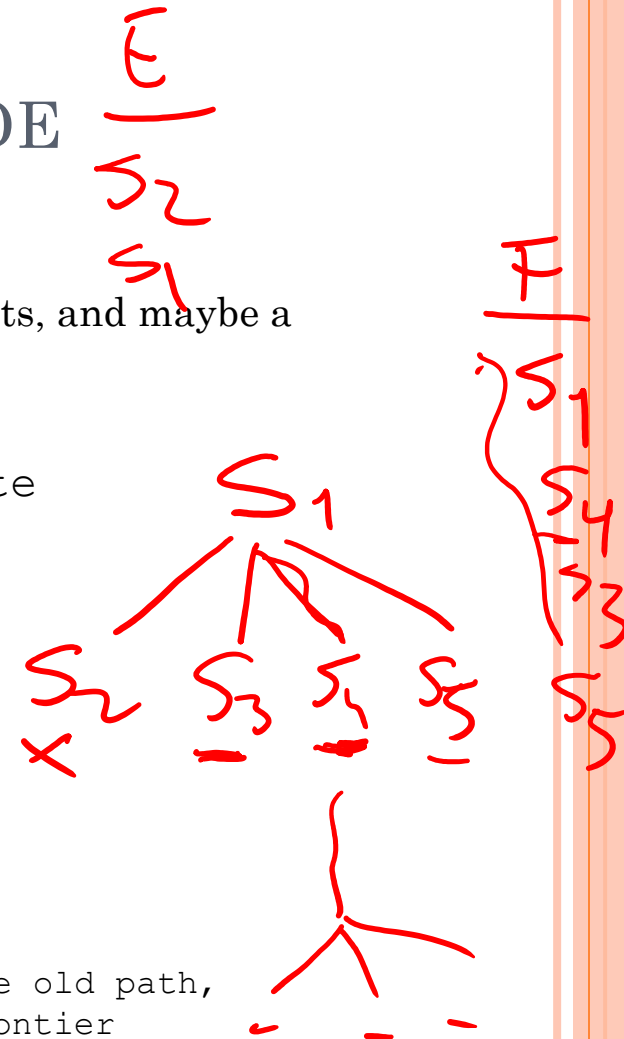 E
DE
S2
S1
ts, and maybe a
F
S1
S4
S3
S5
te
S1
S2 S3 S4 S5
X
e old path,
ontier